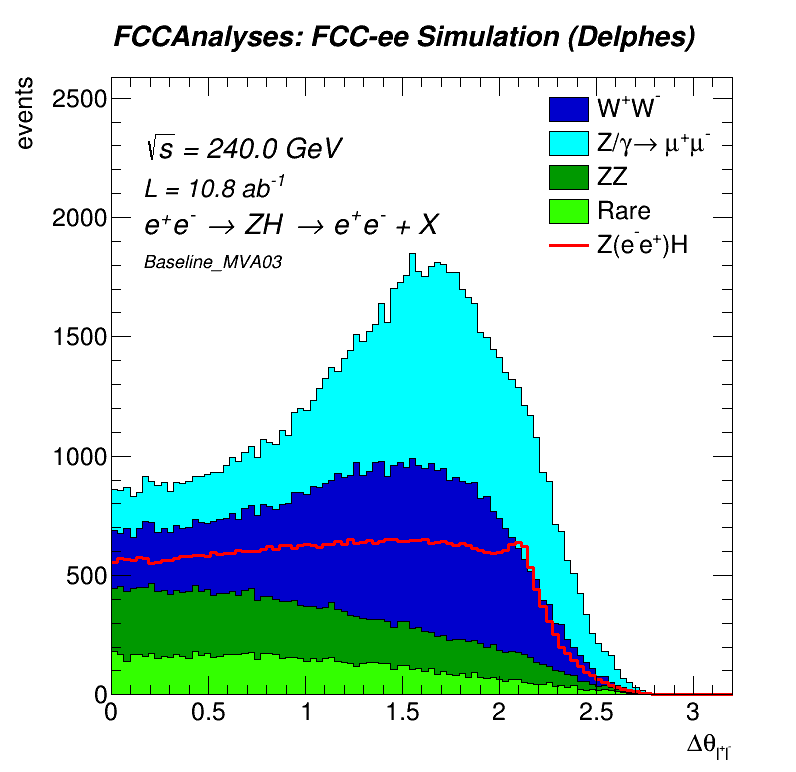 FCCAnalyses: FCC-ee Simulation (Delphes)
events
2500
2000
1500
1000
500
0
√s = 240.0 GeV
L = 10.8 ab⁻¹
e⁺e⁻ → ZH → e⁺e⁻ + X
Baseline_MVA03
W⁺W⁻
Z/γ→ μ⁺μ⁻
ZZ
Rare
Z(e⁻e⁺)H
0 0.5 1 1.5 2 2.5 3
Δθ_l⁺l⁻